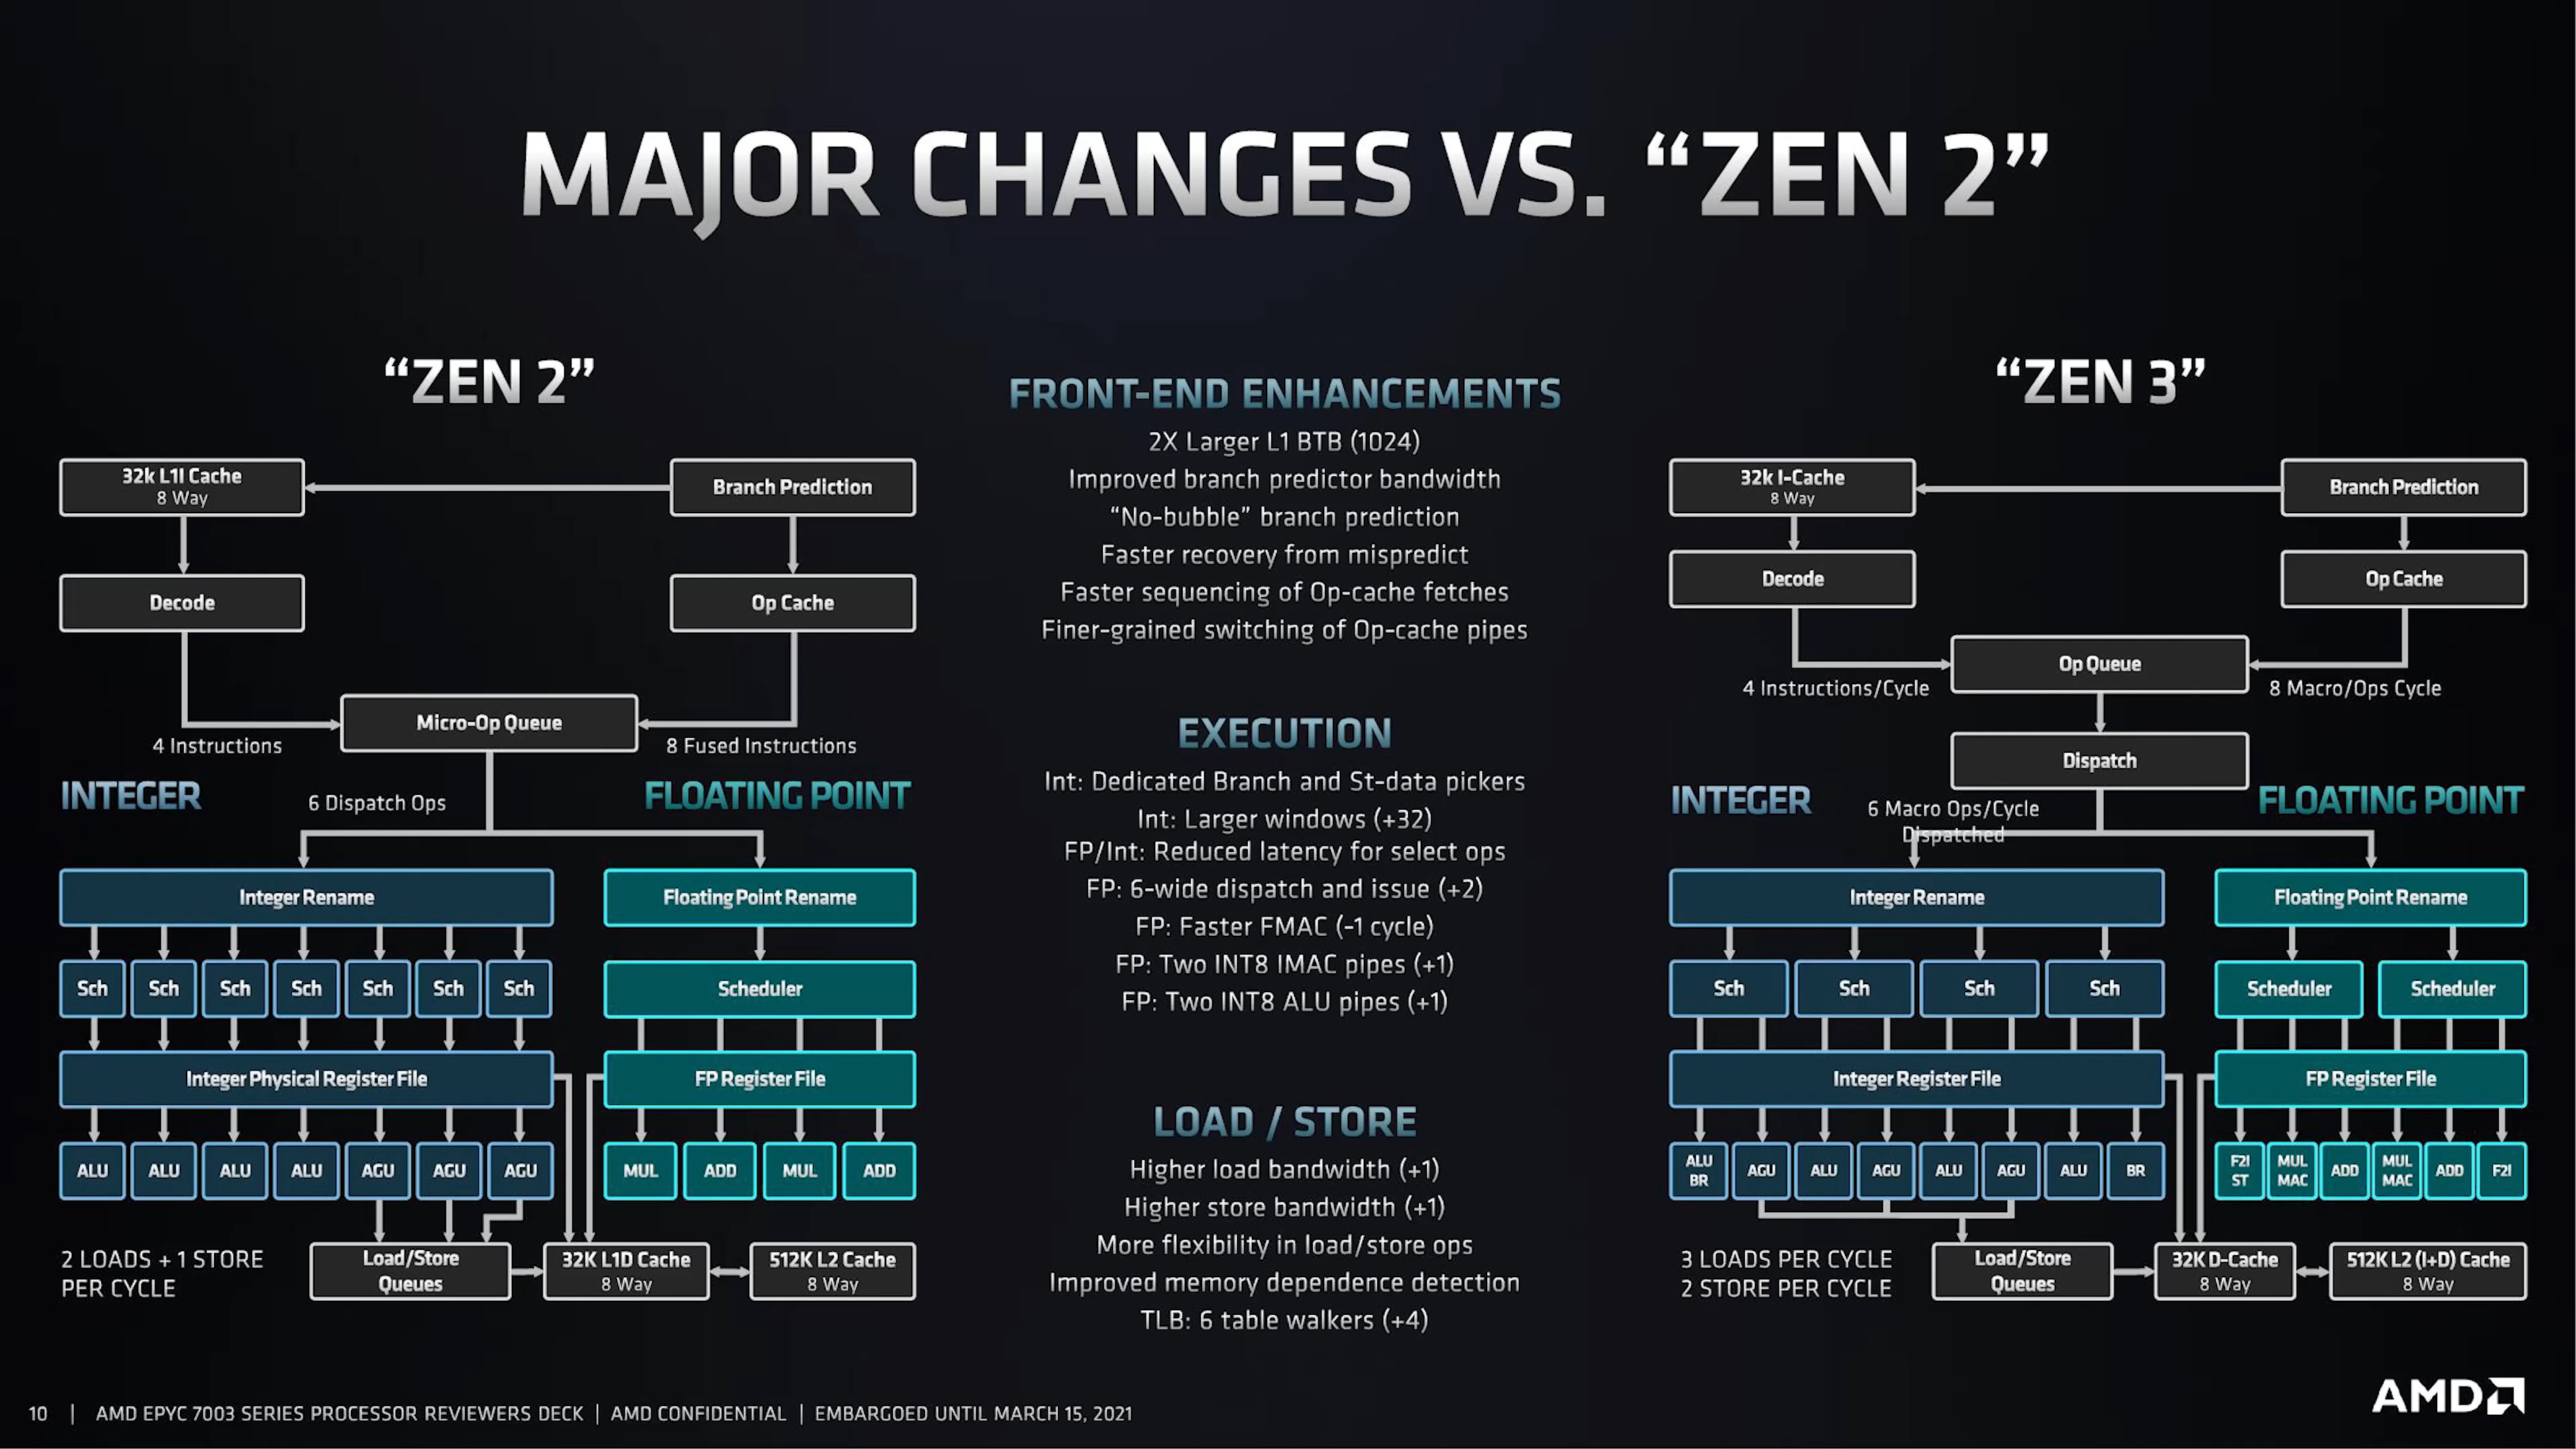 MAJOR CHANGES VS. “ZEN 2”
“ZEN 2”
32k L1I Cache
8 Way
Branch Prediction
Decode
Op Cache
Micro-Op Queue
4 Instructions
8 Fused Instructions
INTEGER
6 Dispatch Ops
FLOATING POINT
Integer Rename
Floating Point Rename
Sch
Sch
Sch
Sch
Sch
Sch
Sch
Scheduler
Integer Physical Register File
FP Register File
ALU
ALU
ALU
ALU
AGU
AGU
AGU
MUL
ADD
MUL
ADD
2 LOADS + 1 STORE
PER CYCLE
Load/Store
Queues
32K L1D Cache
8 Way
512K L2 Cache
8 Way
FRONT-END ENHANCEMENTS
2X Larger L1 BTB (1024)
Improved branch predictor bandwidth
“No-bubble” branch prediction
Faster recovery from mispredict
Faster sequencing of Op-cache fetches
Finer-grained switching of Op-cache pipes
EXECUTION
Int: Dedicated Branch and St-data pickers
Int: Larger windows (+32)
FP/Int: Reduced latency for select ops
FP: 6-wide dispatch and issue (+2)
FP: Faster FMAC (-1 cycle)
FP: Two INT8 IMAC pipes (+1)
FP: Two INT8 ALU pipes (+1)
LOAD / STORE
Higher load bandwidth (+1)
Higher store bandwidth (+1)
More flexibility in load/store ops
Improved memory dependence detection
TLB: 6 table walkers (+4)
“ZEN 3”
32k I-Cache
8 Way
Branch Prediction
Decode
Op Cache
Op Queue
4 Instructions/Cycle
8 Macro/Ops Cycle
Dispatch
INTEGER
6 Macro Ops/Cycle
Dispatched
FLOATING POINT
Integer Rename
Floating Point Rename
Sch
Sch
Sch
Sch
Scheduler
Scheduler
Integer Register File
FP Register File
ALU
BR
AGU
ALU
AGU
ALU
AGU
ALU
BR
F2I
ST
MUL
MAC
ADD
MUL
MAC
ADD
F2I
3 LOADS PER CYCLE
2 STORE PER CYCLE
Load/Store
Queues
32K D-Cache
8 Way
512K L2 (I+D) Cache
8 Way
10 | AMD EPYC 7003 SERIES PROCESSOR REVIEWERS DECK | AMD CONFIDENTIAL | EMBARGOED UNTIL MARCH 15, 2021
AMD